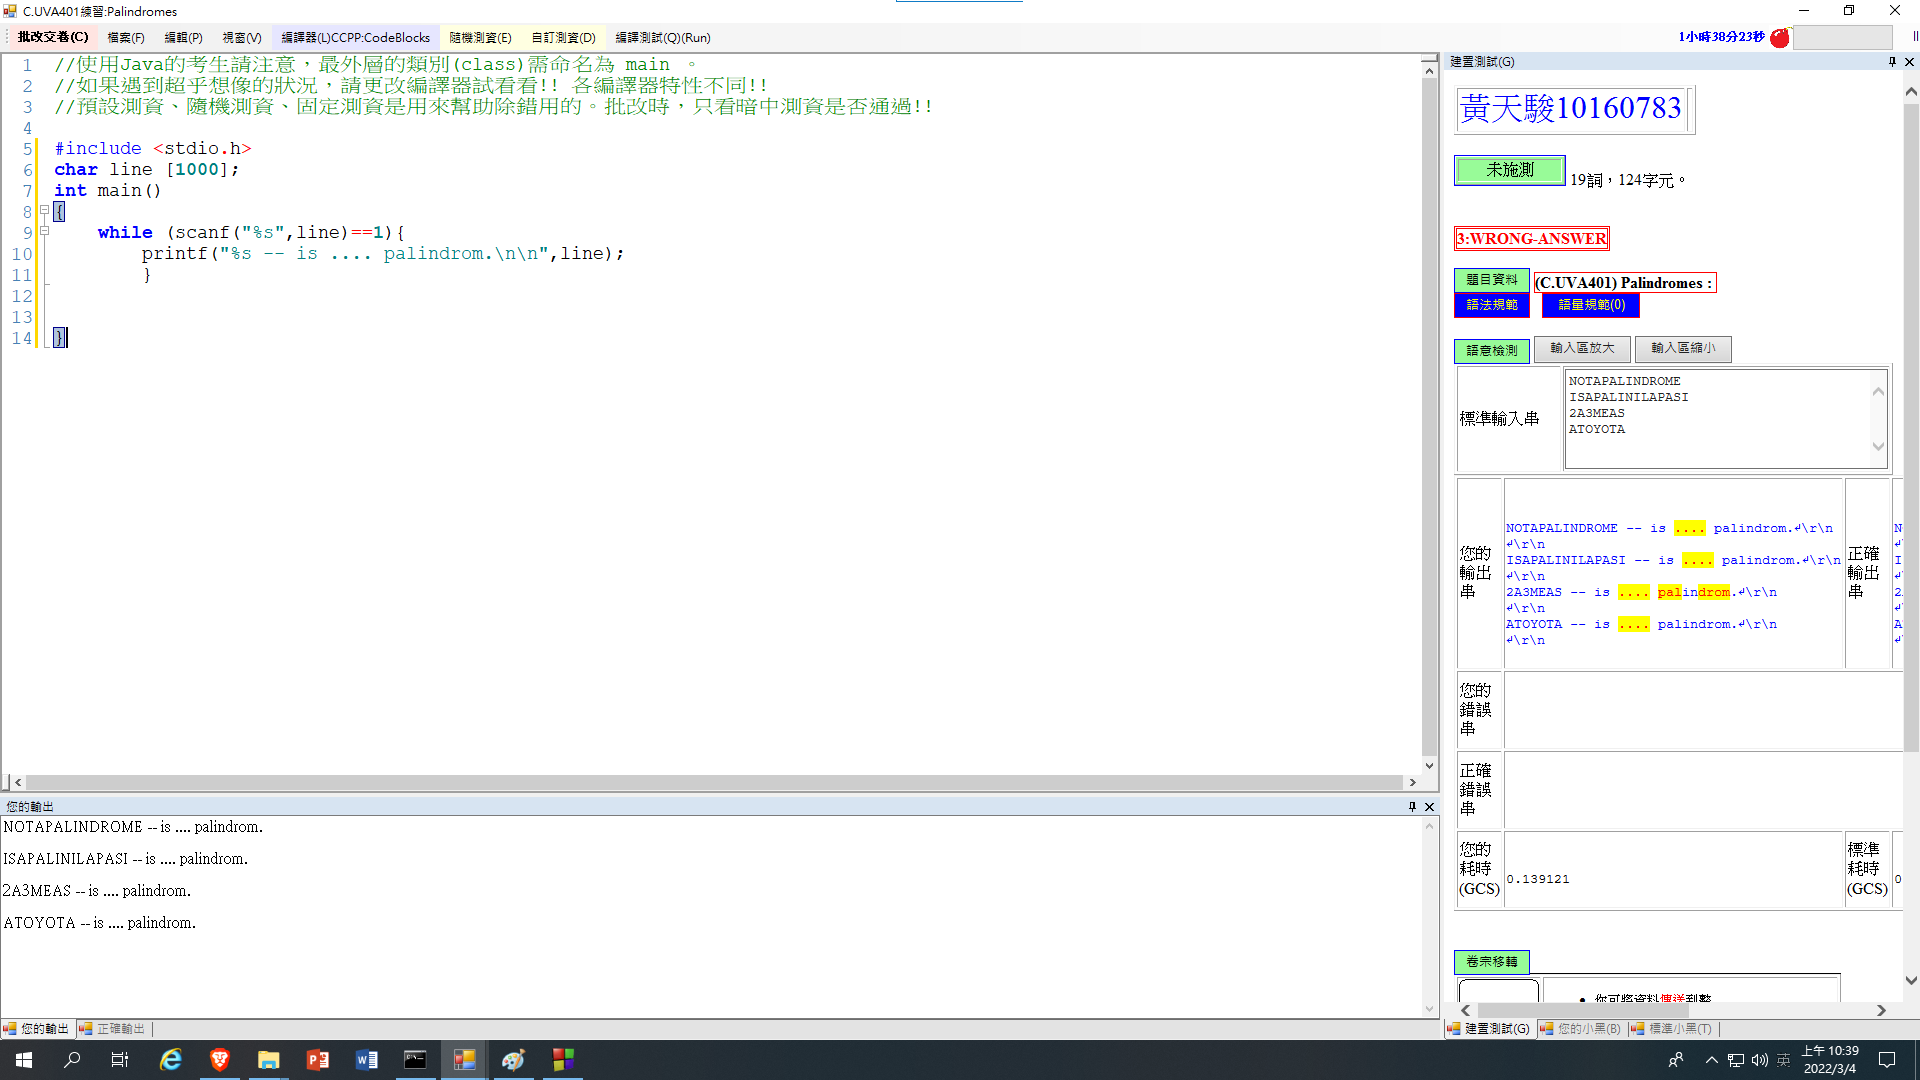 C.UVA401練習:Palindromes
批改交卷(C) 檔案(F) 編輯(P) 視窗(V) 編譯器(L)CCPP:CodeBlocks 隨機測資(E) 自訂測資(D) 編譯測試(Q)(Run) 1小時38分23秒
1 //使用Java的考生請注意，最外層的類別(class)需命名為 main 。
2 //如果遇到超乎想像的狀況，請更改編譯器試看看!! 各編譯器特性不同!!
3 //預設測資、隨機測資、固定測資是用來幫助除錯用的。批改時，只看暗中測資是否通過!!
4
5 #include <stdio.h>
6 char line [1000];
7 int main()
8 {
9 while (scanf("%s",line)==1){
10 printf("%s -- is .... palindrom.\n\n",line);
11 }
12
13
14 }
您的輸出
NOTAPALINDROME -- is .... palindrom.
ISAPALINILAPASI -- is .... palindrom.
2A3MEAS -- is .... palindrom.
ATOYOTA -- is .... palindrom.
您的輸出 正確輸出
建置測試(G)
黃天駿10160783
未施測 19詞，124字元。
3:WRONG-ANSWER
題目資料 (C.UVA401) Palindromes :
語法規範 語量規範(0)
語意檢測 輸入區放大 輸入區縮小
標準輸入串
NOTAPALINDROME
ISAPALINILAPASI
2A3MEAS
ATOYOTA
您的輸出串
NOTAPALINDROME -- is .... palindrom.↲\r\n
↲\r\n
ISAPALINILAPASI -- is .... palindrom.↲\r\n
↲\r\n
2A3MEAS -- is .... palindrom.↲\r\n
↲\r\n
ATOYOTA -- is .... palindrom.↲\r\n
↲\r\n
正確輸出串
您的錯誤串
正確錯誤串
您的耗時(GCS) 0.139121 標準耗時(GCS) 0
卷宗移轉
你可將資料傳送到幣
建置測試(G) 您的小黑(B) 標準小黑(T)
英 上午 10:39
2022/3/4